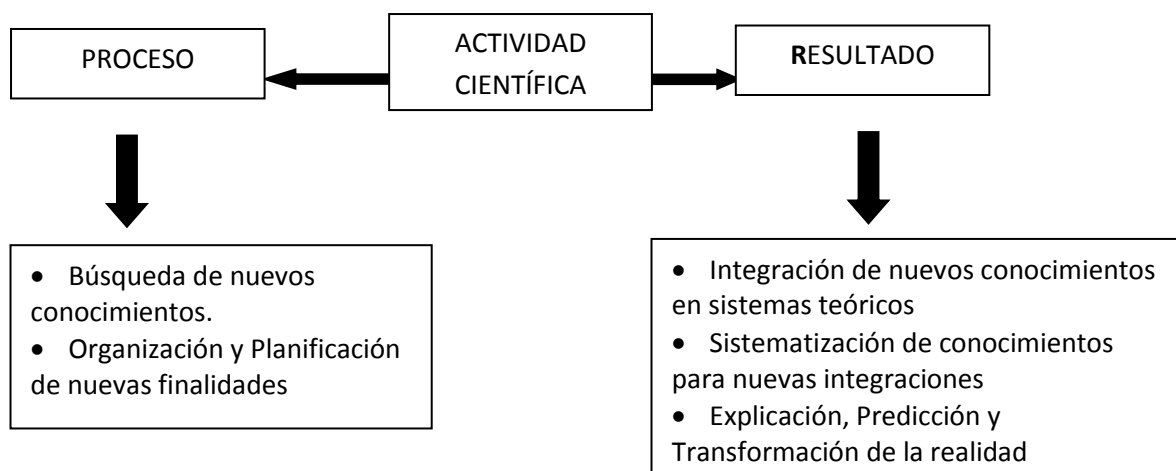 PROCESO
ACTIVIDAD
CIENTÍFICA
RESULTADO
• Búsqueda de nuevos
conocimientos.
• Organización y Planificación
de nuevas finalidades
• Integración de nuevos conocimientos
en sistemas teóricos
• Sistematización de conocimientos
para nuevas integraciones
• Explicación, Predicción y
Transformación de la realidad